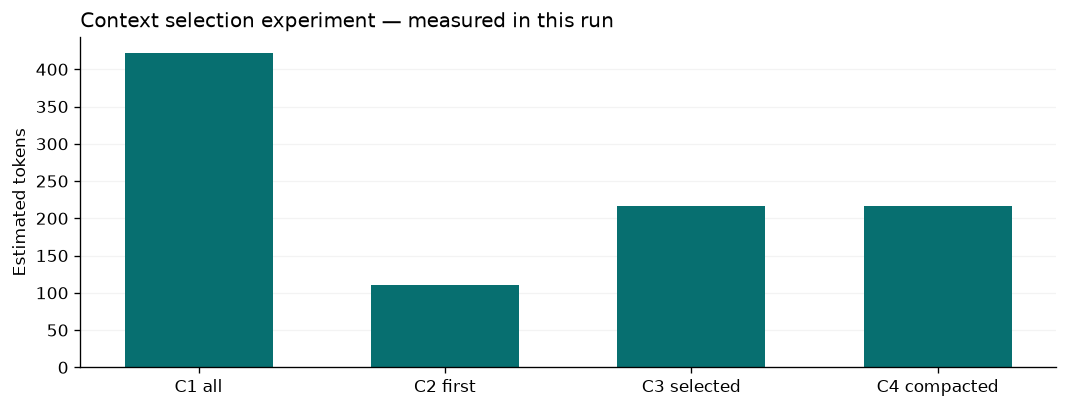 Context selection experiment — measured in this run
Estimated tokens
400
350
300
250
200
150
100
50
0
C1 all
C2 first
C3 selected
C4 compacted